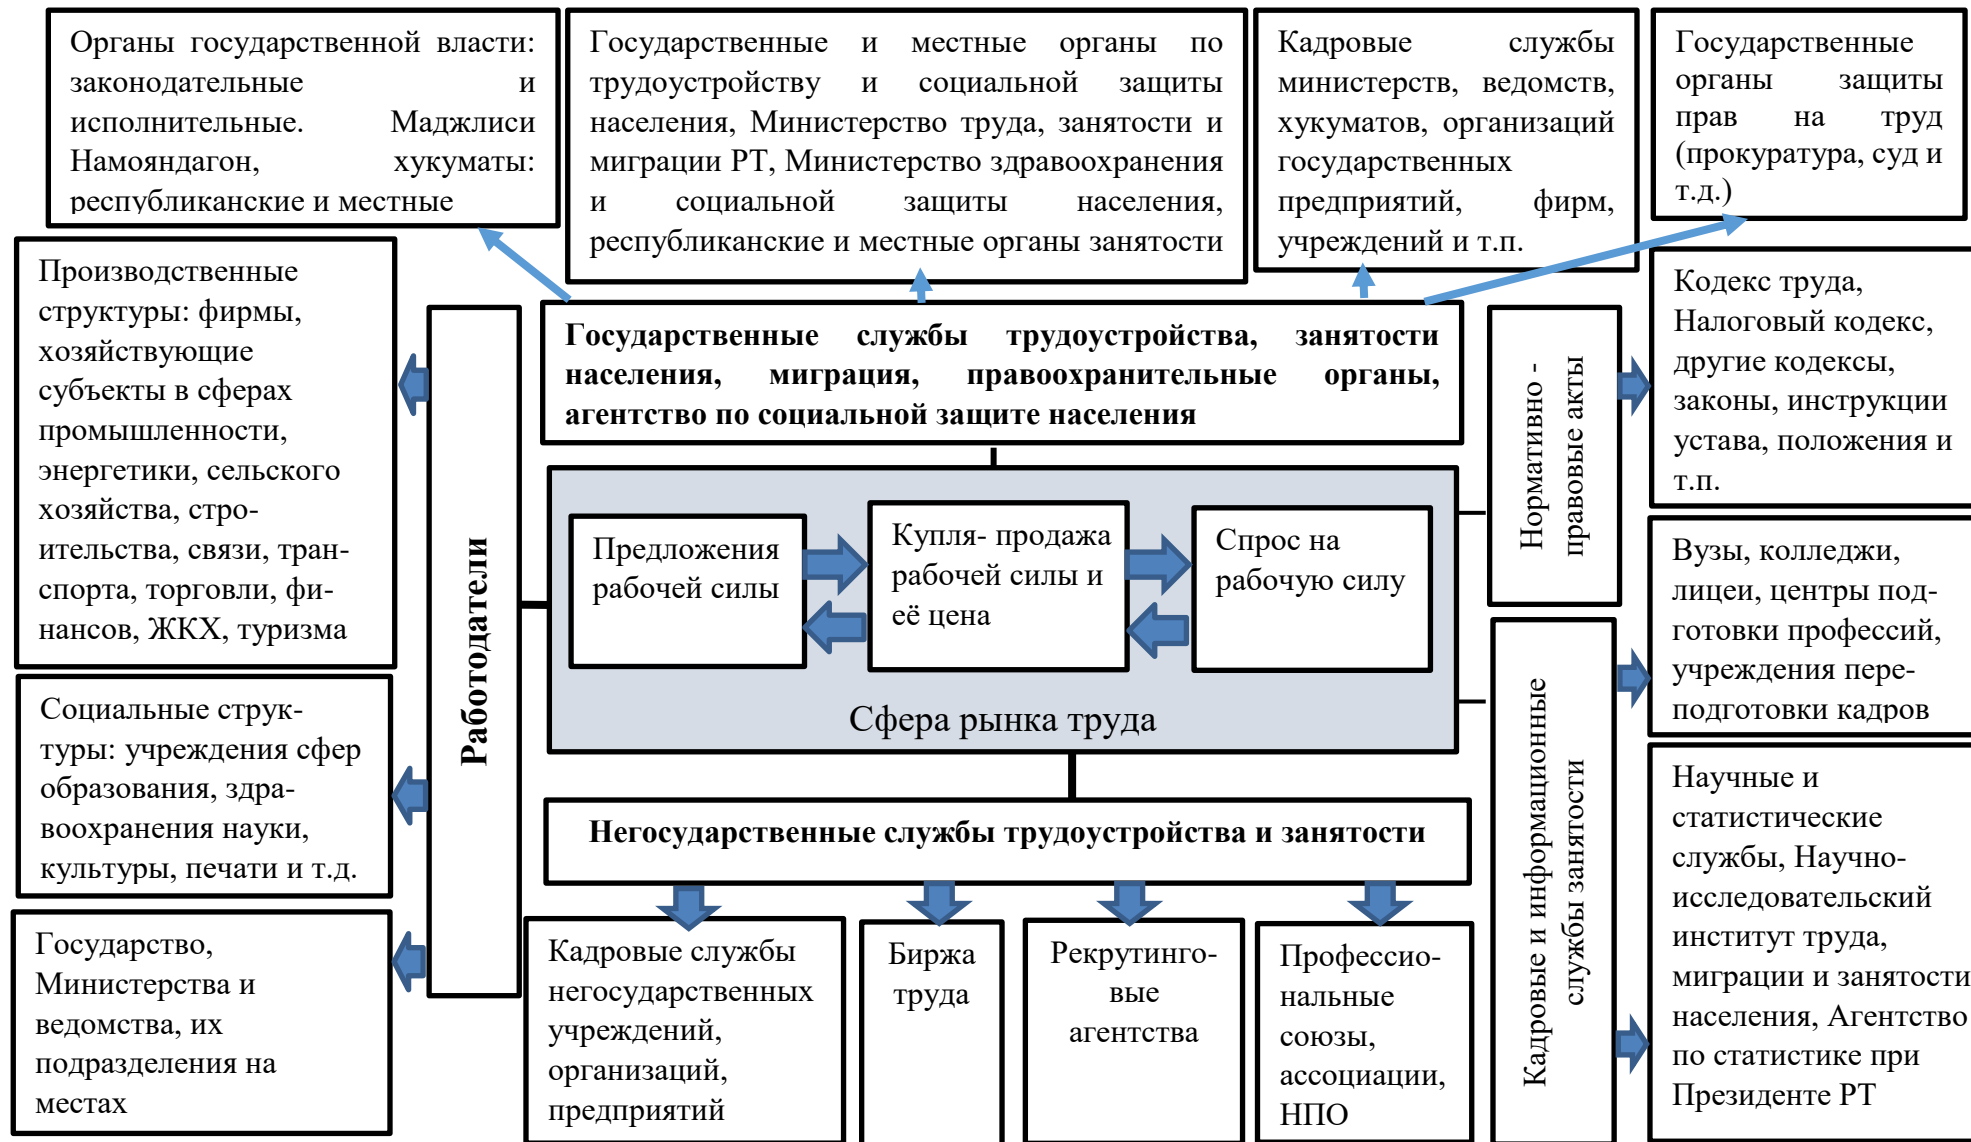 Органы государственной власти:
законодательные и
исполнительные. Маджлиси
Намояндагон, хукуматы:
республиканские и местные
Государственные и местные органы по
трудоустройству и социальной защиты
населения, Министерство труда, занятости и
миграции РТ, Министерство здравоохранения
и социальной защиты населения,
республиканские и местные органы занятости
Кадровые службы
министерств, ведомств,
хукуматов, организаций
государственных
предприятий, фирм,
учреждений и т.п.
Государственные
органы защиты
прав на труд
(прокуратура, суд и
т.д.)
Производственные
структуры: фирмы,
хозяйствующие
субъекты в сферах
промышленности,
энергетики, сельского
хозяйства, стро-
ительства, связи, тран-
спорта, торговли, фи-
нансов, ЖКХ, туризма
Социальные струк-
туры: учреждения сфер
образования, здра-
воохранения науки,
культуры, печати и т.д.
Государство,
Министерства и
ведомства, их
подразделения на
местах
Работодатели
Государственные службы трудоустройства, занятости
населения, миграция, правоохранительные органы,
агентство по социальной защите населения
Предложения
рабочей силы
Купля- продажа
рабочей силы и
её цена
Спрос на
рабочую силу
Сфера рынка труда
Негосударственные службы трудоустройства и занятости
Кадровые службы
негосударственных
учреждений,
организаций,
предприятий
Биржа
труда
Рекрутинго-
вые
агентства
Профессио-
нальные
союзы,
ассоциации,
НПО
Нормативно -
правовые акты
Кадровые и информационные
службы занятости
Кодекс труда,
Налоговый кодекс,
другие кодексы,
законы, инструкции
устава, положения и
т.п.
Вузы, колледжи,
лицеи, центры под-
готовки профессий,
учреждения пере-
подготовки кадров
Научные и
статистические
службы, Научно-
исследовательский
институт труда,
миграции и занятости
населения, Агентство
по статистике при
Президенте РТ